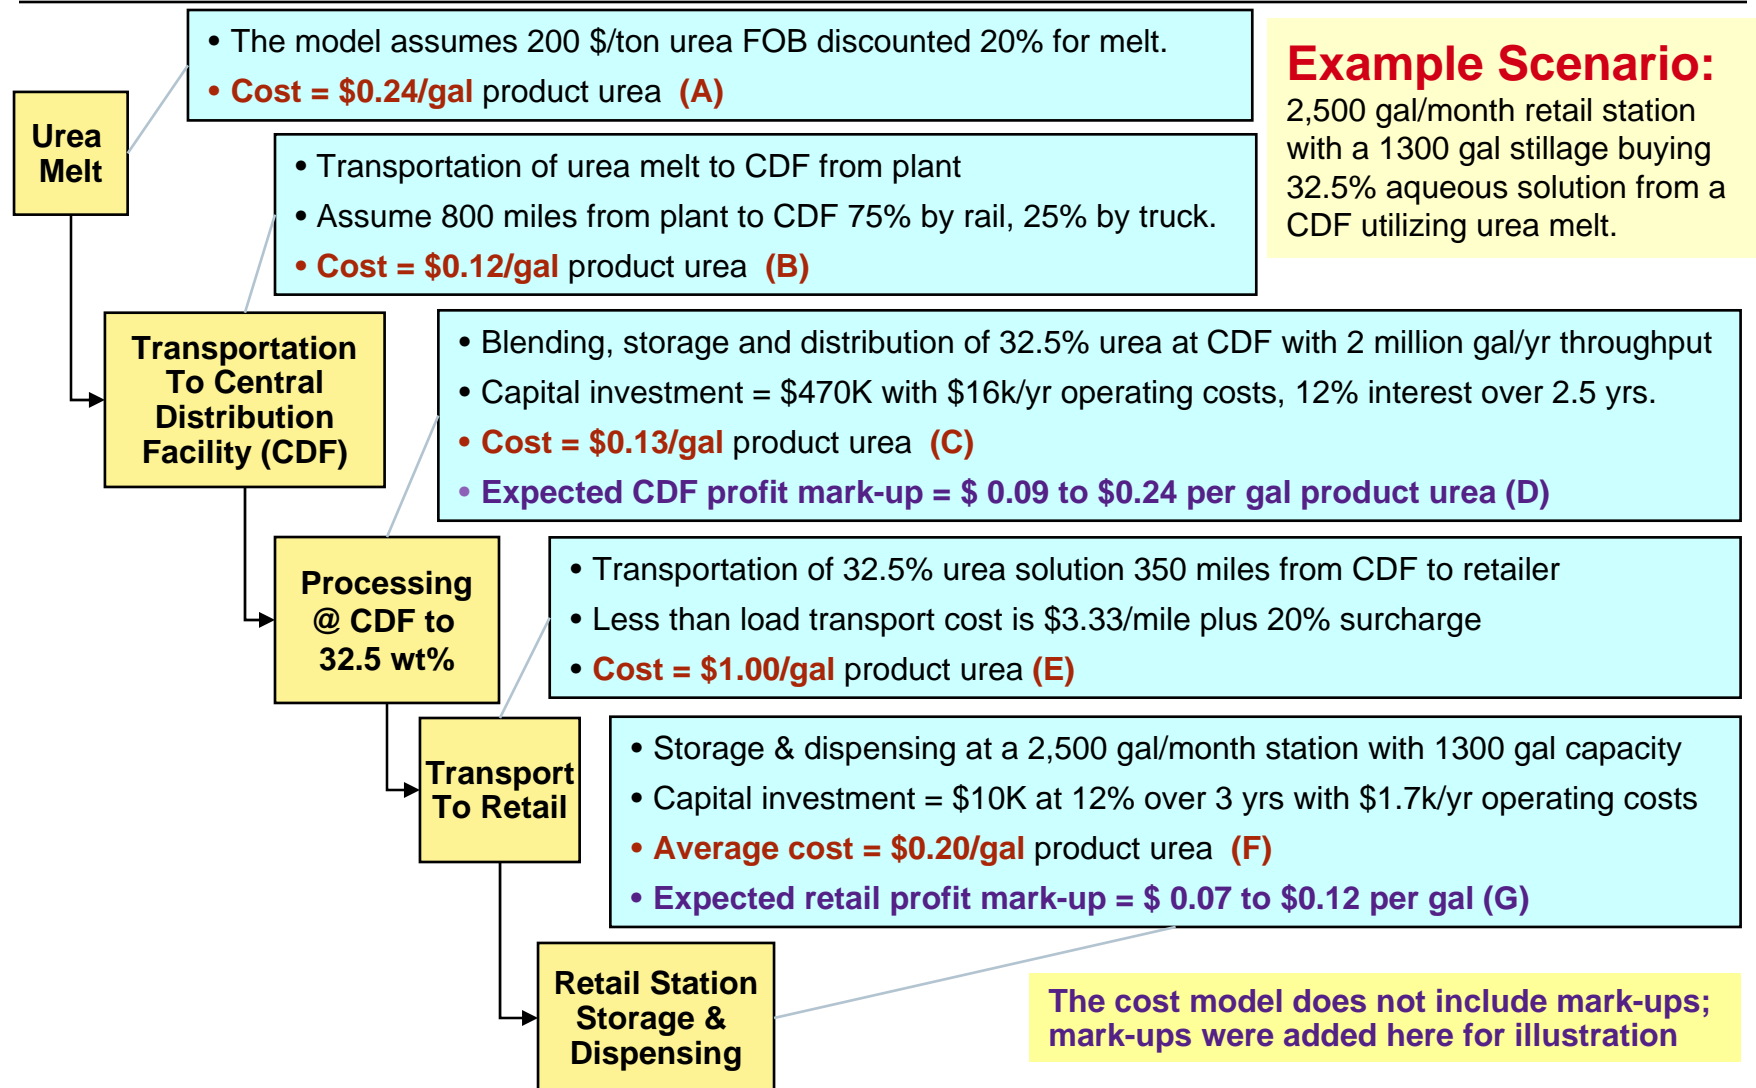 • The model assumes 200 $/ton urea FOB discounted 20% for melt.
• Cost = $0.24/gal product urea (A)
Example Scenario:
2,500 gal/month retail station
with a 1300 gal stillage buying
32.5% aqueous solution from a
CDF utilizing urea melt.
Urea
Melt
• Transportation of urea melt to CDF from plant
• Assume 800 miles from plant to CDF 75% by rail, 25% by truck.
• Cost = $0.12/gal product urea (B)
Transportation
To Central
Distribution
Facility (CDF)
• Blending, storage and distribution of 32.5% urea at CDF with 2 million gal/yr throughput
• Capital investment = $470K with $16k/yr operating costs, 12% interest over 2.5 yrs.
• Cost = $0.13/gal product urea (C)
• Expected CDF profit mark-up = $ 0.09 to $0.24 per gal product urea (D)
Processing
@ CDF to
32.5 wt%
• Transportation of 32.5% urea solution 350 miles from CDF to retailer
• Less than load transport cost is $3.33/mile plus 20% surcharge
• Cost = $1.00/gal product urea (E)
Transport
To Retail
• Storage & dispensing at a 2,500 gal/month station with 1300 gal capacity
• Capital investment = $10K at 12% over 3 yrs with $1.7k/yr operating costs
• Average cost = $0.20/gal product urea (F)
• Expected retail profit mark-up = $ 0.07 to $0.12 per gal (G)
Retail Station
Storage &
Dispensing
The cost model does not include mark-ups;
mark-ups were added here for illustration